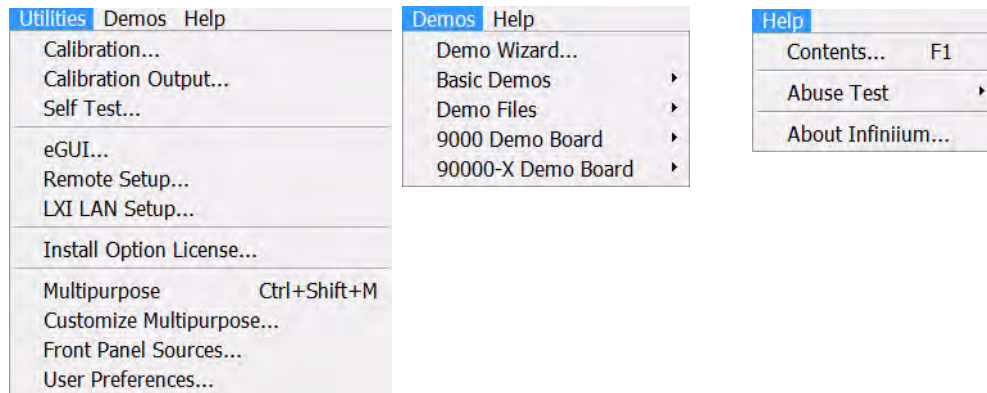 Utilities Demos Help
Calibration...
Calibration Output...
Self Test...
eGUI...
Remote Setup...
LXI LAN Setup...
Install Option License...
Multipurpose Ctrl+Shift+M
Customize Multipurpose...
Front Panel Sources...
User Preferences...
Demos Help
Demo Wizard...
Basic Demos
Demo Files
9000 Demo Board
90000-X Demo Board
Help
Contents... F1
Abuse Test
About Infiniium...